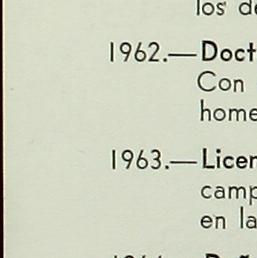 los de
1962.—Doct
Con
home
1963.—Licen
camp
en la